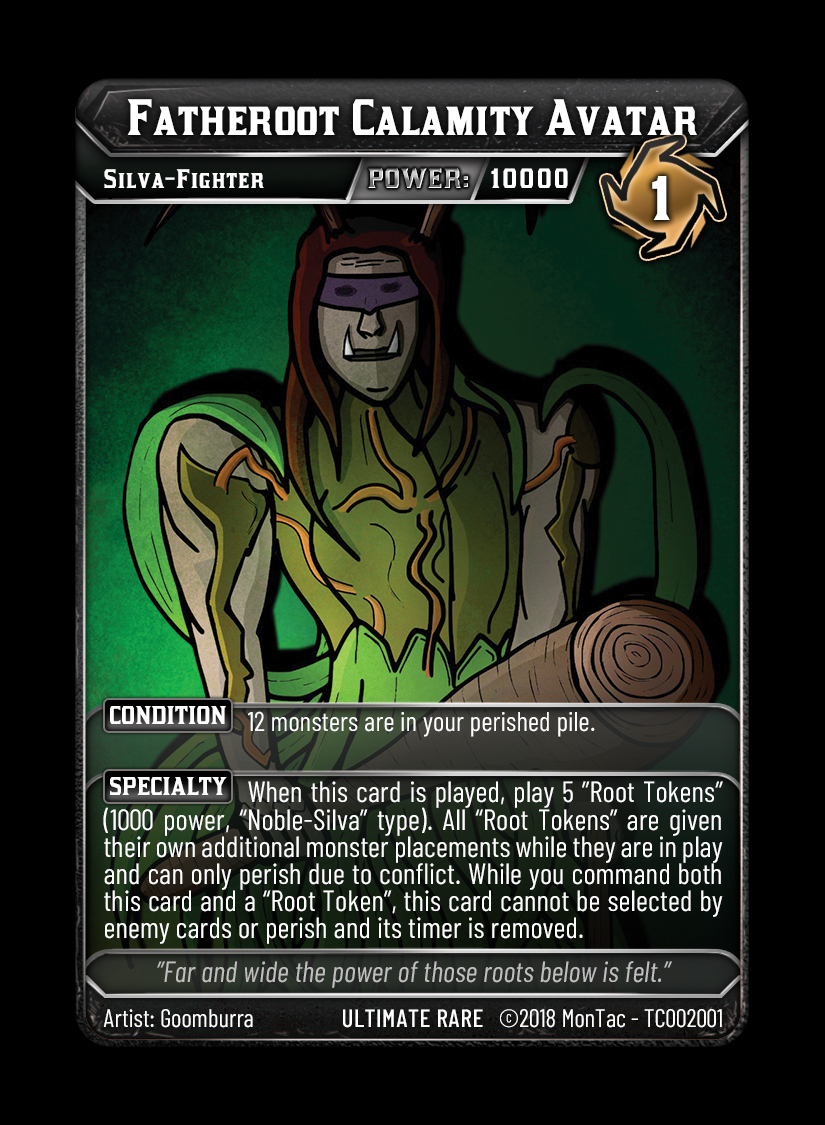 Fatheroot Calamity Avatar
Silva-Fighter POWER: 10000 1
CONDITION 12 monsters are in your perished pile.
SPECIALTY When this card is played, play 5 “Root Tokens”
(1000 power, “Noble-Silva” type). All “Root Tokens” are given
their own additional monster placements while they are in play
and can only perish due to conflict. While you command both
this card and a “Root Token”, this card cannot be selected by
enemy cards or perish and its timer is removed.
“Far and wide the power of those roots below is felt.”
Artist: Goomburra ULTIMATE RARE ©2018 MonTac - TC002001